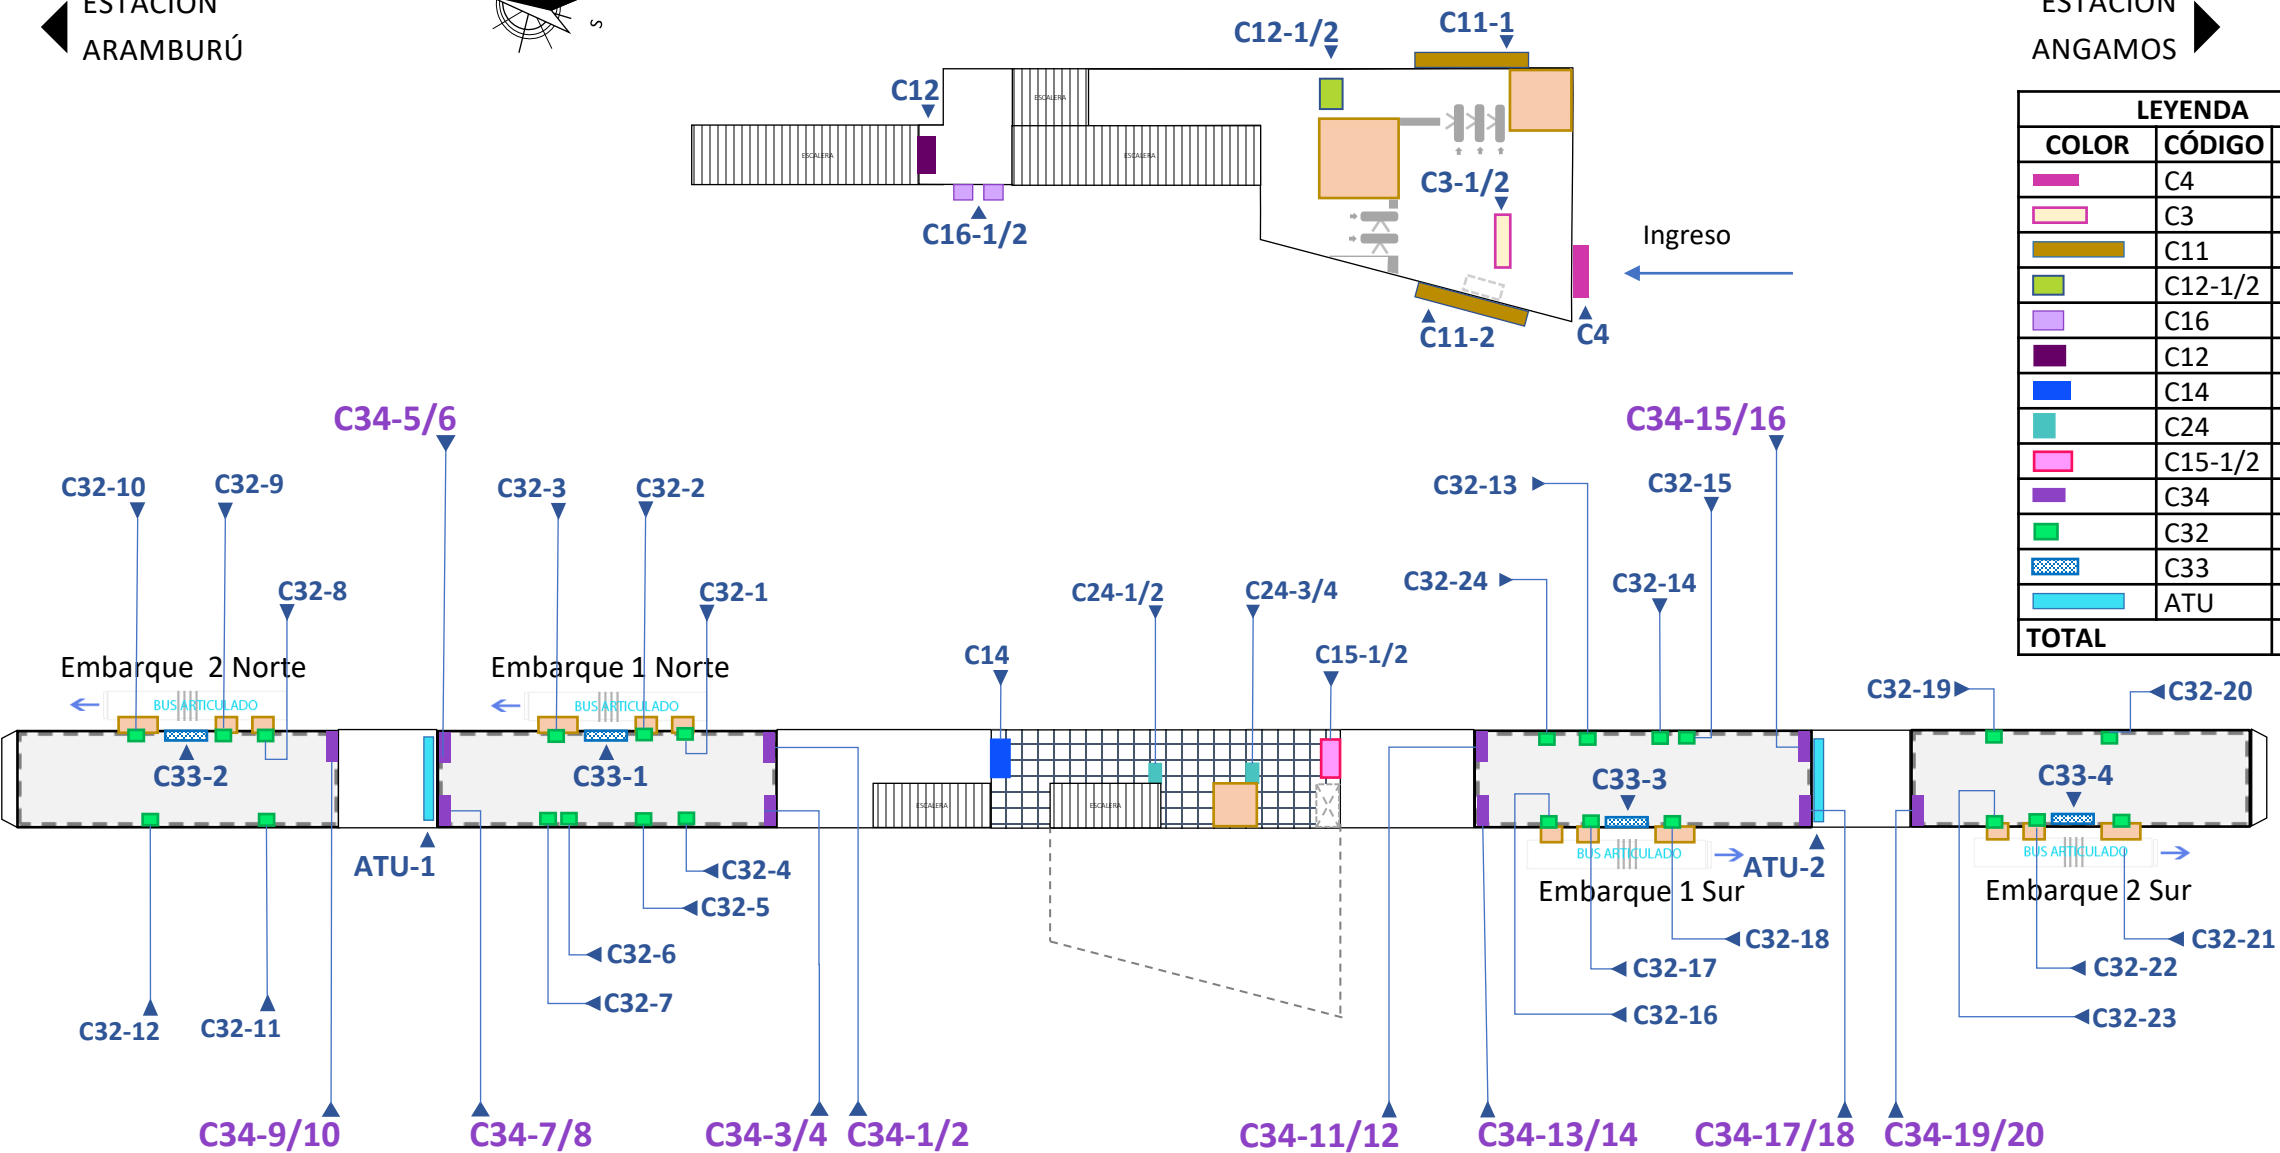 ESTACIÓN
ARAMBURÚ
S
ESTACIÓN
ANGAMOS
C12-1/2
C11-1
C12
ESCALERA
ESCALERA
ESCALERA
C3-1/2
C16-1/2
Ingreso
C11-2
C4
LEYENDA
COLOR CÓDIGO
C4
C3
C11
C12-1/2
C16
C12
C14
C24
C15-1/2
C34
C32
C33
ATU
TOTAL
C34-5/6
C34-15/16
C32-10
C32-9
C32-3
C32-2
C32-13
C32-15
C32-8
C32-1
C24-1/2
C24-3/4
C32-24
C32-14
Embarque 2 Norte
Embarque 1 Norte
C14
C15-1/2
C32-19
C32-20
BUS ARTICULADO
BUS ARTICULADO
C33-2
C33-1
C33-3
C33-4
ESCALERA
ESCALERA
ATU-1
C32-4
BUS ARTICULADO
ATU-2
BUS ARTICULADO
C32-5
Embarque 1 Sur
Embarque 2 Sur
C32-6
C32-18
C32-21
C32-7
C32-17
C32-22
C32-12
C32-11
C32-16
C32-23
C34-9/10
C34-7/8
C34-3/4
C34-1/2
C34-11/12
C34-13/14
C34-17/18
C34-19/20